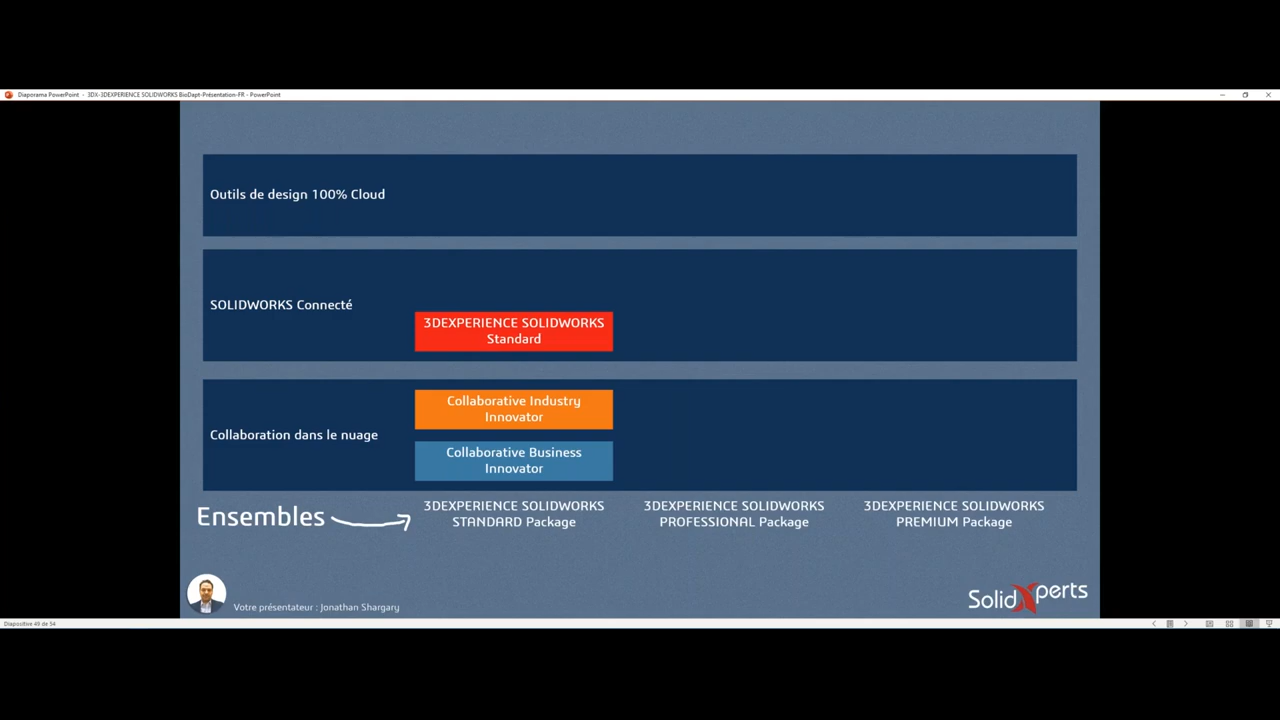 Diaporama PowerPoint - 3DX-3DEXPERIENCE SOLIDWORKS BioDapt-Présentation-FR - PowerPoint
Outils de design 100% Cloud
SOLIDWORKS Connecté
3DEXPERIENCE SOLIDWORKS
Standard
Collaboration dans le nuage
Collaborative Industry
Innovator
Collaborative Business
Innovator
Ensembles
3DEXPERIENCE SOLIDWORKS
STANDARD Package
3DEXPERIENCE SOLIDWORKS
PROFESSIONAL Package
3DEXPERIENCE SOLIDWORKS
PREMIUM Package
Votre présentateur : Jonathan Shargary
SolidXperts
Diapositive 49 de 54